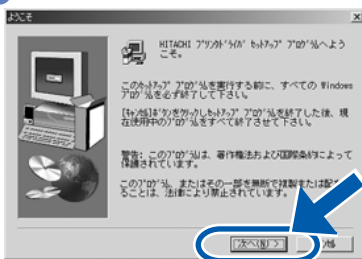 ようこそ
HITACHI プリンタドライバ セットアップ プログラムへよう
こそ。
このセットアップ プログラムを実行する前に、すべての Windows
プログラムを必ず終了して下さい。
[キャンセル]ボタンをクリックしセットアップ プログラムを終了した後、現
在使用中のプログラムをすべて終了させて下さい。
警告: このプログラムは、著作権法および国際条約によって
保護されています。
このプログラム、またはその一部を無断で複製または配
ることは、法律により禁止されています。
次へ(N) >